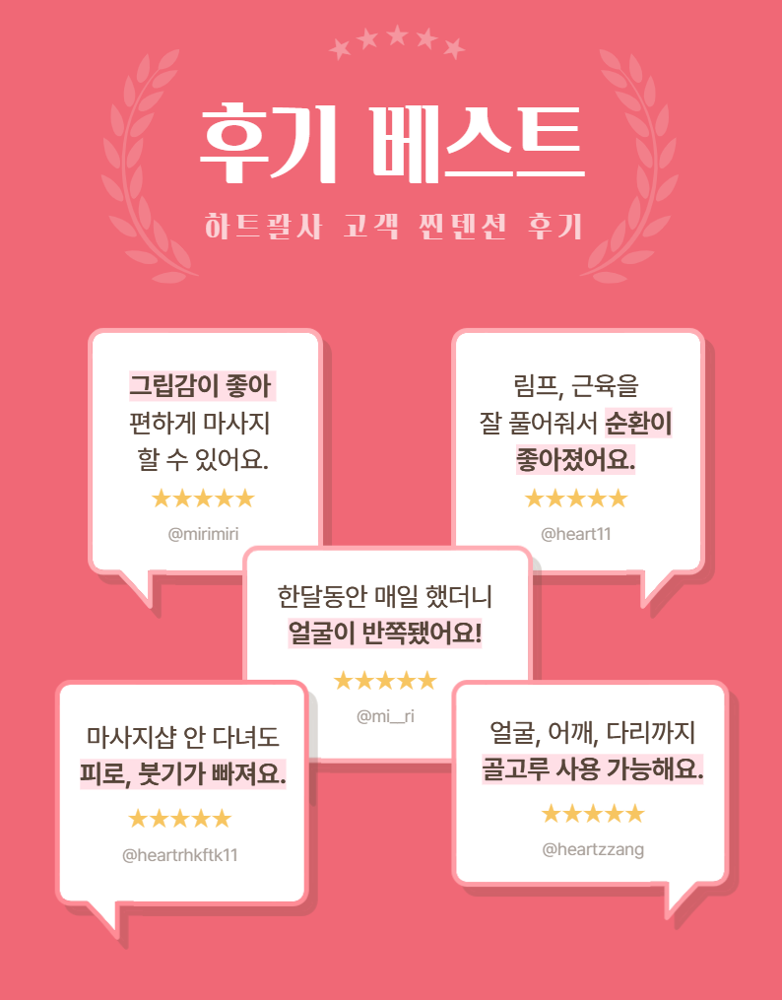 후기 베스트
하트괄사 고객 찐텐션 후기
그립감이 좋아
편하게 마사지
할 수 있어요.
★★★★★
@mirimiri
림프, 근육을
잘 풀어줘서 순환이
좋아졌어요.
★★★★★
@heart11
한달동안 매일 했더니
얼굴이 반쪽됐어요!
★★★★★
@mi__ri
마사지샵 안 다녀도
피로, 붓기가 빠져요.
★★★★★
@heartrhkftk11
얼굴, 어깨, 다리까지
골고루 사용 가능해요.
★★★★★
@heartzzang